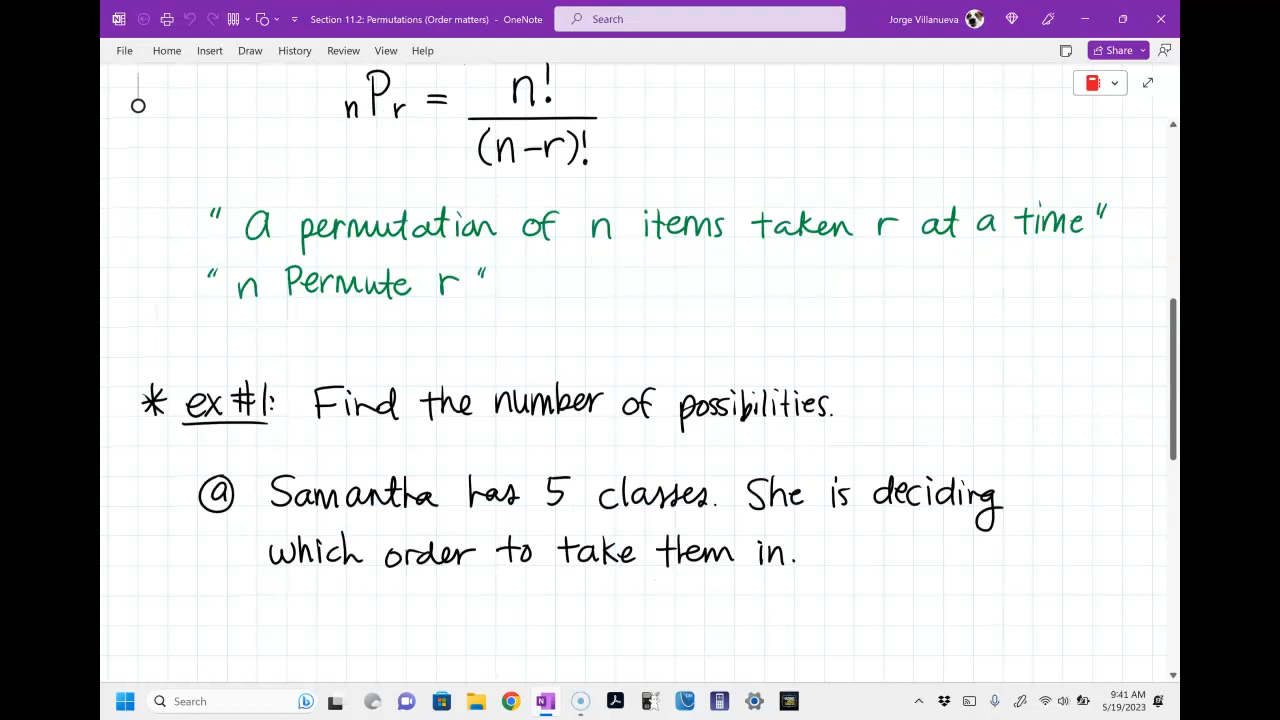 Section 11.2: Permutations (Order matters) - OneNote
Search
Jorge Villanueva
File Home Insert Draw History Review View Help
Share
nPr = n! / (n-r)!
" A permutation of n items taken r at a time "
" n Permute r "
* ex #1: Find the number of possibilities.
(a) Samantha has 5 classes. She is deciding
which order to take them in.
Search
9:41 AM
5/19/2023